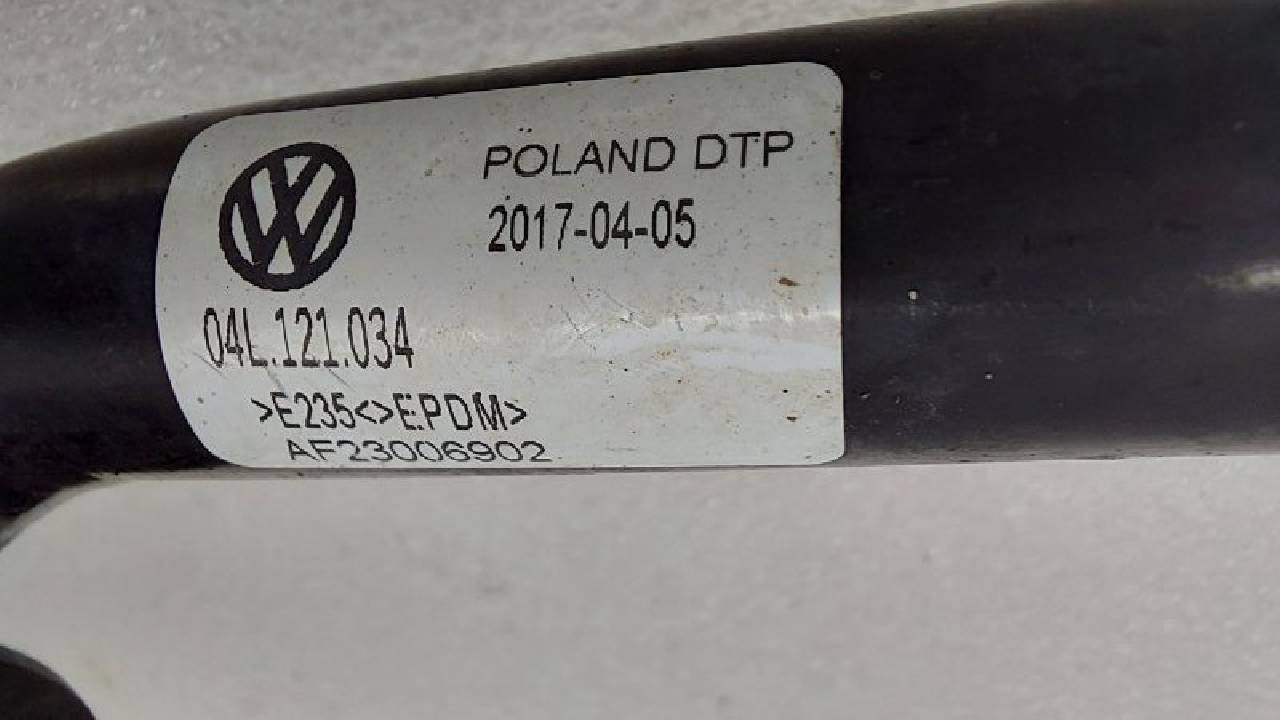 POLAND DTP
2017-04-05
04L.121.034
>E235<>EPDM>
AF23006902